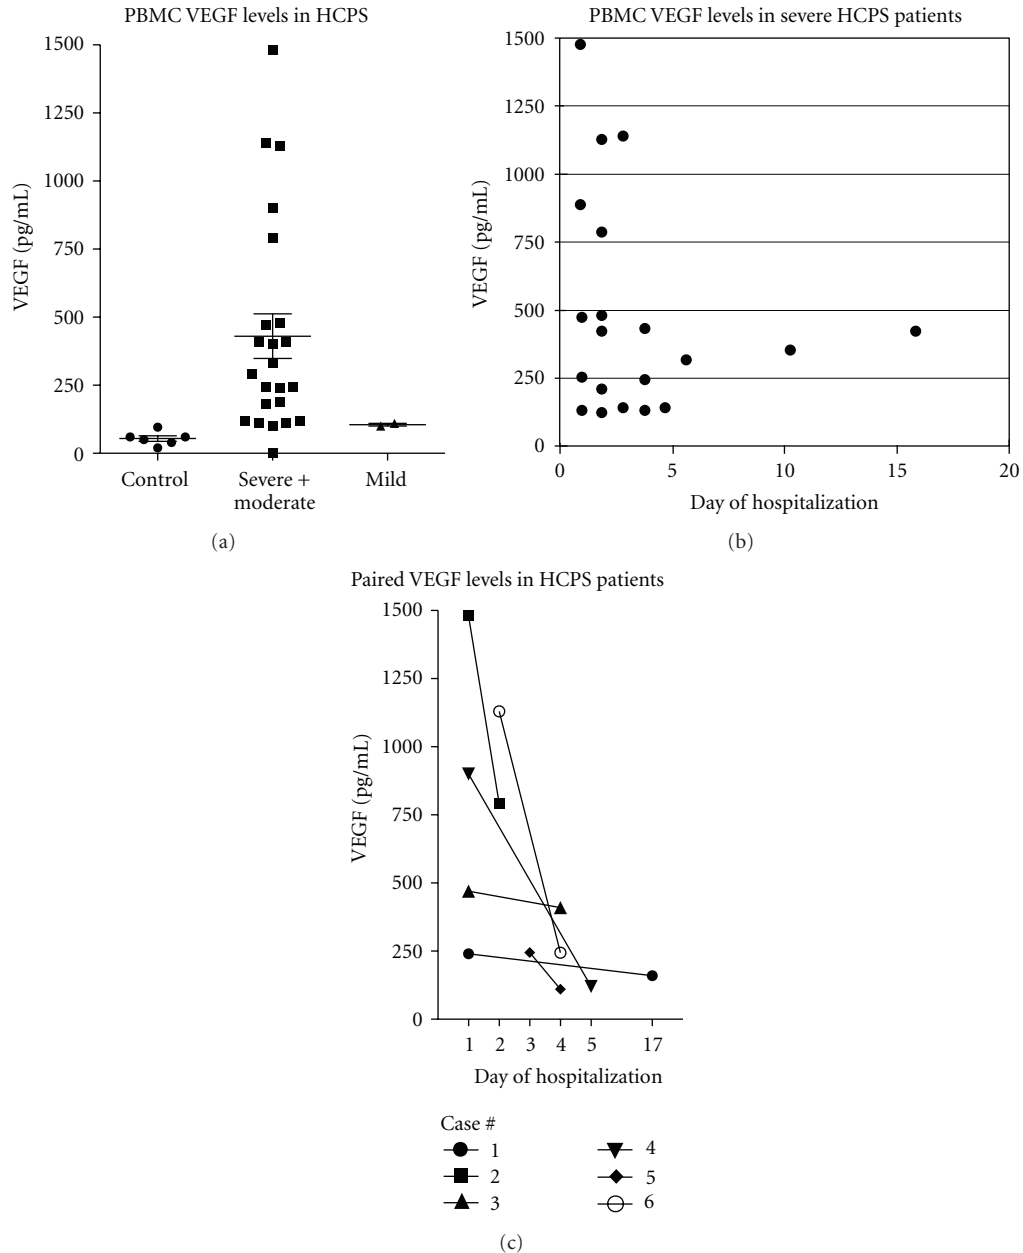 PBMC VEGF levels in HCPS
1500
1250
1000
750
500
250
0
VEGF (pg/mL)
Control
Severe +
moderate
Mild
(a)
PBMC VEGF levels in severe HCPS patients
1500
1250
1000
750
500
250
0
VEGF (pg/mL)
0 5 10 15 20
Day of hospitalization
(b)
Paired VEGF levels in HCPS patients
1500
1250
1000
750
500
250
0
VEGF (pg/mL)
1 2 3 4 5 17
Day of hospitalization
Case #
1
2
3
4
5
6
(c)